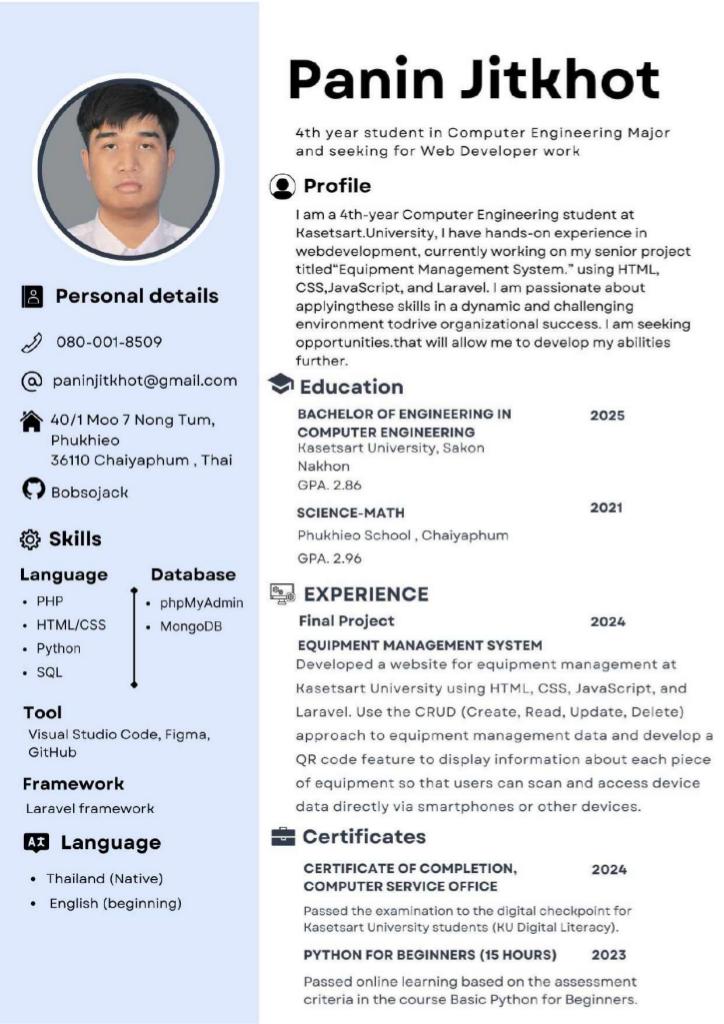 Panin Jitkhot
4th year student in Computer Engineering Major
and seeking for Web Developer work
Personal details
080-001-8509
paninjitkhot@gmail.com
40/1 Moo 7 Nong Tum,
Phukhieo
36110 Chaiyaphum , Thai
Bobsojack
Skills
Language
PHP
HTML/CSS
Python
SQL
Database
phpMyAdmin
MongoDB
Tool
Visual Studio Code, Figma,
GitHub
Framework
Laravel framework
Language
Thailand (Native)
English (beginning)
Profile
I am a 4th-year Computer Engineering student at
Kasetsart.University, I have hands-on experience in
webdevelopment, currently working on my senior project
titled“Equipment Management System.” using HTML,
CSS,JavaScript, and Laravel. I am passionate about
applyingthese skills in a dynamic and challenging
environment todrive organizational success. I am seeking
opportunities.that will allow me to develop my abilities
further.
Education
BACHELOR OF ENGINEERING IN 2025
COMPUTER ENGINEERING
Kasetsart University, Sakon
Nakhon
GPA. 2.86
SCIENCE-MATH 2021
Phukhieo School , Chaiyaphum
GPA. 2.96
EXPERIENCE
Final Project 2024
EQUIPMENT MANAGEMENT SYSTEM
Developed a website for equipment management at
Kasetsart University using HTML, CSS, JavaScript, and
Laravel. Use the CRUD (Create, Read, Update, Delete)
approach to equipment management data and develop a
QR code feature to display information about each piece
of equipment so that users can scan and access device
data directly via smartphones or other devices.
Certificates
CERTIFICATE OF COMPLETION, 2024
COMPUTER SERVICE OFFICE
Passed the examination to the digital checkpoint for
Kasetsart University students (KU Digital Literacy).
PYTHON FOR BEGINNERS (15 HOURS) 2023
Passed online learning based on the assessment
criteria in the course Basic Python for Beginners.